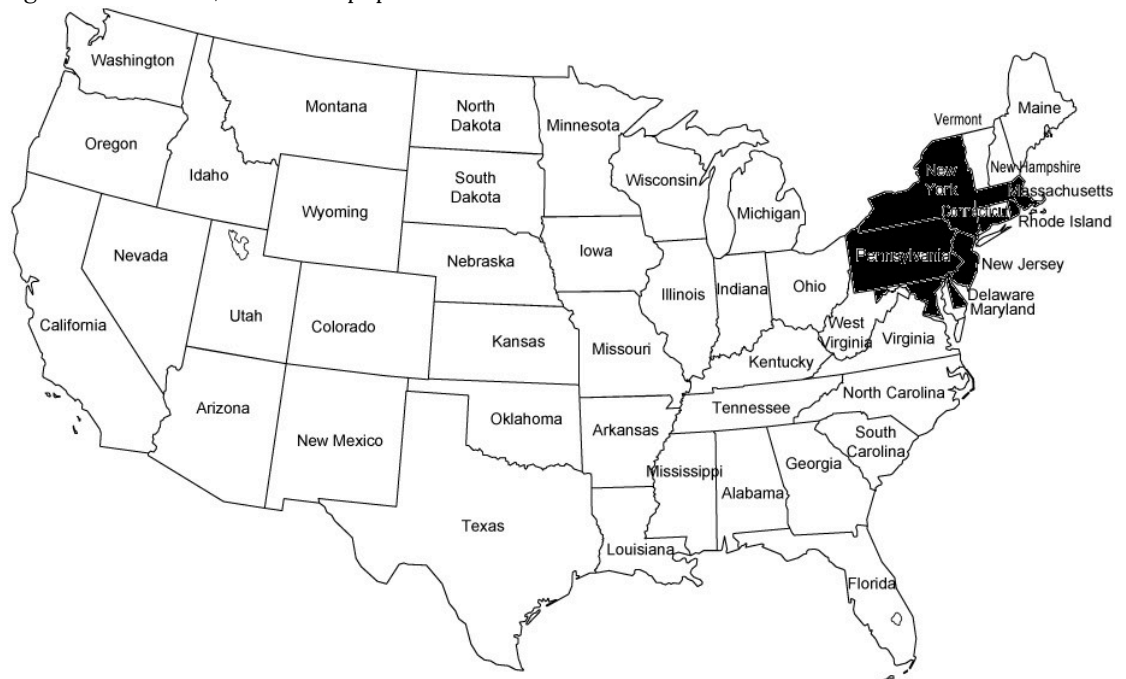 Washington
Montana
North
Dakota
Minnesota
Maine
Vermont
Oregon
Idaho
South
Dakota
Wisconsin
New
York
New Hampshire
Massachusetts
Wyoming
Michigan
Connecticut
Rhode Island
Nevada
Nebraska
Iowa
Pennsylvania
New Jersey
Illinois
Indiana
Ohio
Delaware
Maryland
California
Utah
Colorado
Kansas
Missouri
West
Virginia
Virginia
Kentucky
Arizona
New Mexico
Oklahoma
Arkansas
Tennessee
North Carolina
South
Carolina
Mississippi
Alabama
Georgia
Texas
Louisiana
Florida